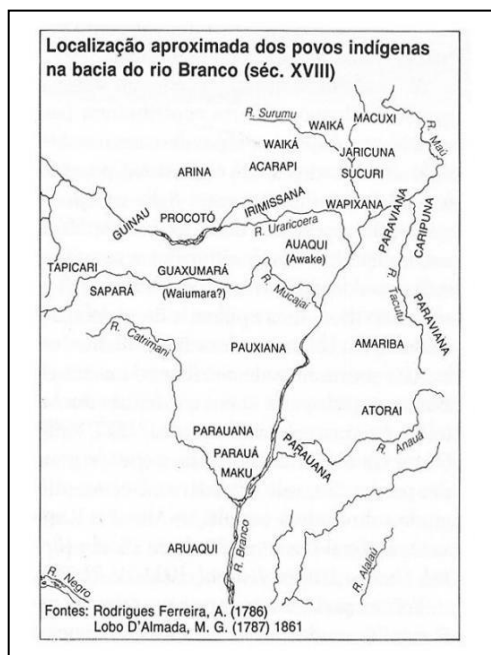 Localização aproximada dos povos indígenas
na bacia do rio Branco (séc. XVIII)
MACUXI
R. Surumu
WAIKÁ
R. Maú
WAIKÁ
JARICUNA
ACARAPI
SUCURI
ARINA
IRIMISSANA
WAPIXANA
PROCOTÓ
GUINAU
R. Uraricoera
PARAVIANA
CARIPUNA
AUAQUI
(Awake)
TAPICARI
GUAXUMARÁ
SAPARÁ
(Waiumara?)
R. Mucajaí
R. Tacutu
PARAVIANA
R. Catrimani
PAUXIANA
AMARIBA
ATORAI
PARAUANA
R. Anauá
PARAUÁ
PARAUANA
MAKU
ARUAQUI
R. Branco
R. Alalaú
R. Negro
Fontes: Rodrigues Ferreira, A. (1786)
Lobo D'Almada, M. G. (1787) 1861